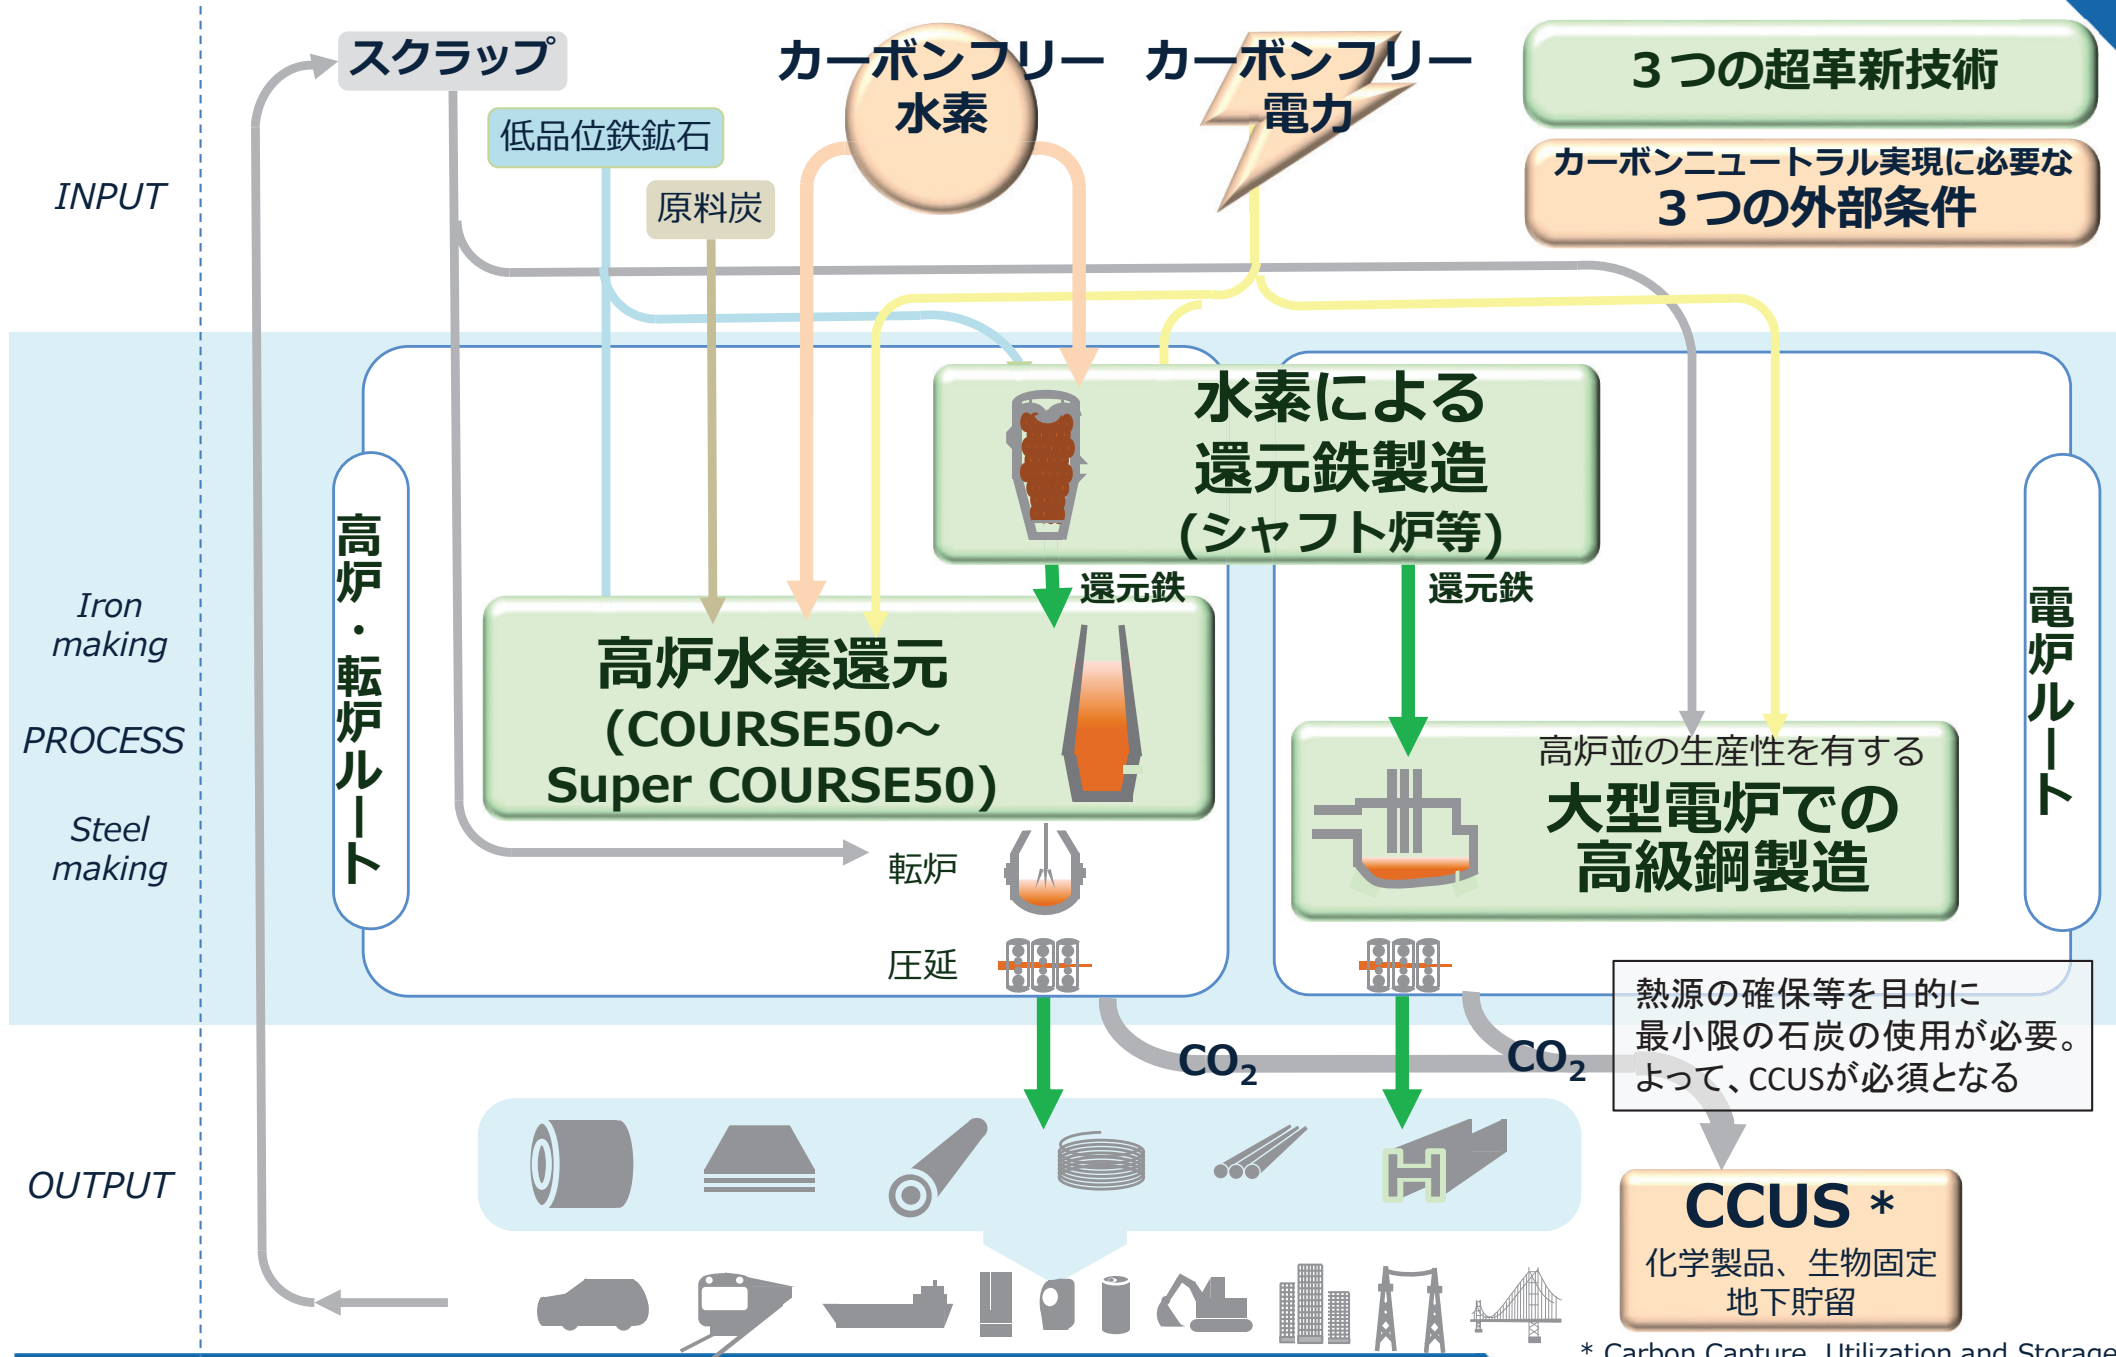 スクラップ
カーボンフリー
水素
カーボンフリー
電力
3つの超革新技術
カーボンニュートラル実現に必要な
3つの外部条件
低品位鉄鉱石
原料炭
INPUT
水素による
還元鉄製造
(シャフト炉等)
還元鉄
還元鉄
高炉・転炉ルート
電炉ルート
Iron
making
PROCESS
Steel
making
高炉水素還元
(COURSE50～
Super COURSE50)
高炉並の生産性を有する
大型電炉での
高級鋼製造
転炉
圧延
熱源の確保等を目的に
最小限の石炭の使用が必要。
よって、CCUSが必須となる
CO2
CO2
OUTPUT
CCUS *
化学製品、生物固定
地下貯留
* Carbon Capture, Utilization and Storage